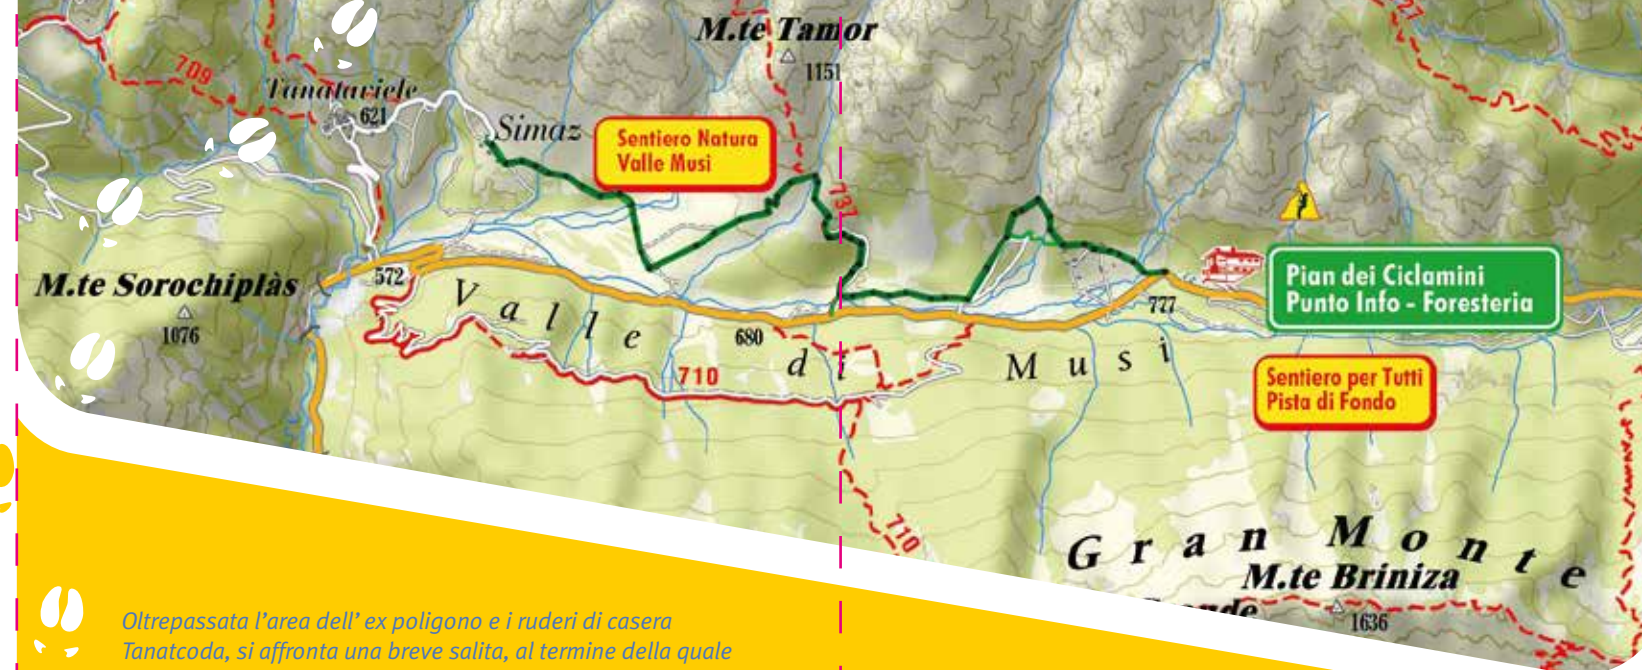 27
M.te Tamor
1151
709
Tanataviele
621
Simaz
Sentiero Natura
Valle Musi
731
M.te Sorochiplàs
1076
572
Valle di Musi
680
777
Pian dei Ciclamini
Punto Info - Foresteria
710
Sentiero per Tutti
Pista di Fondo
710
Gran Monte
M.te Briniza
1636
Oltrepassata l’area dell’ ex poligono e i ruderi di casera
Tanatcoda, si affronta una breve salita, al termine della quale